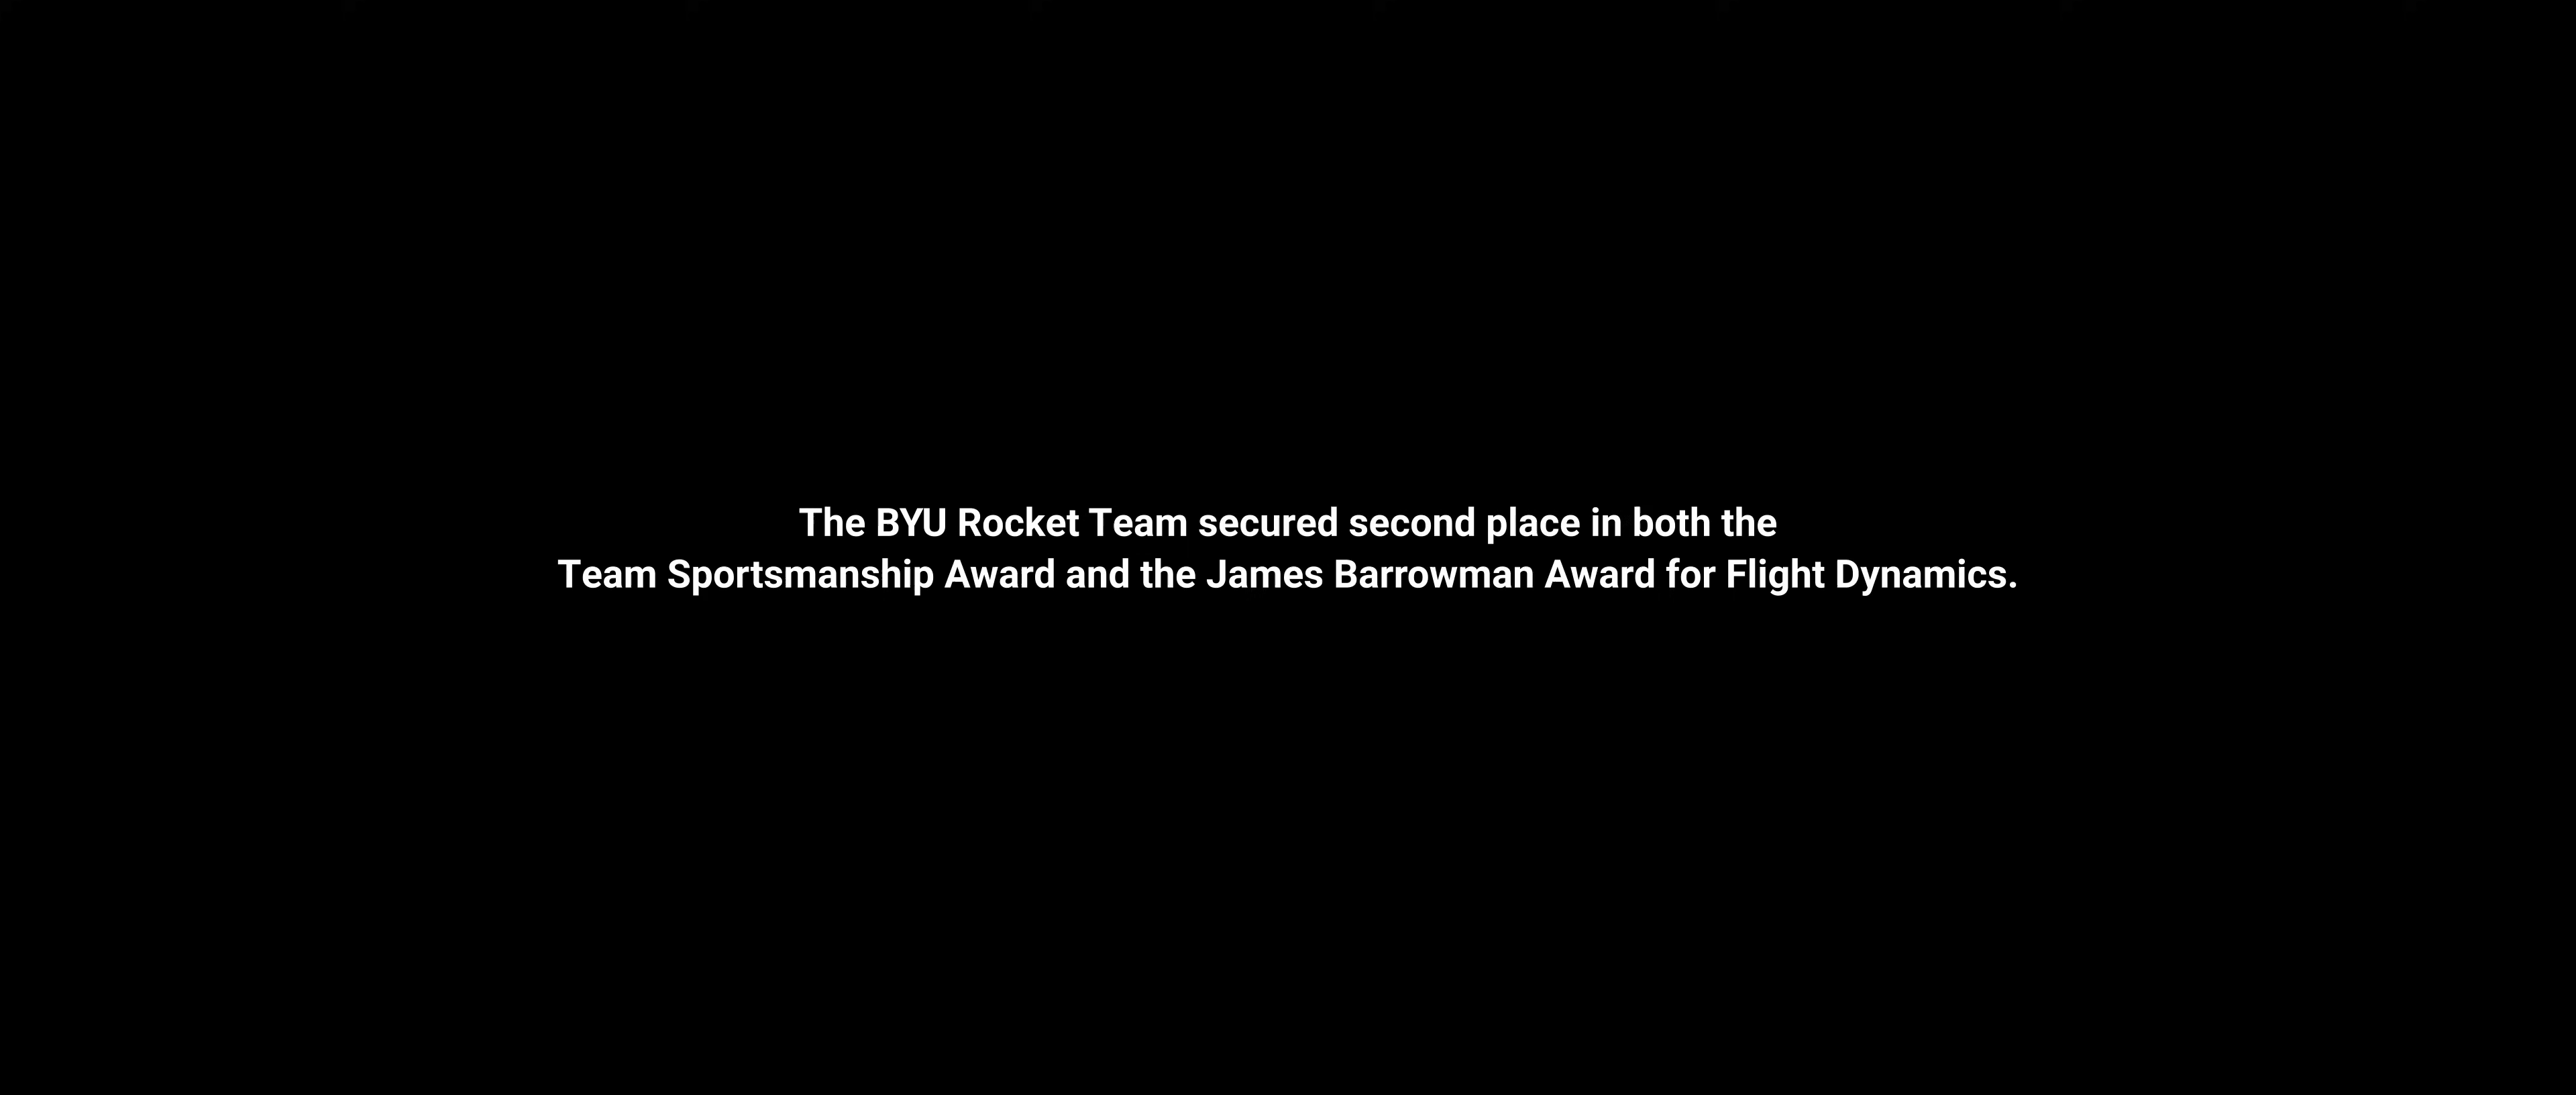 The BYU Rocket Team secured second place in both the
Team Sportsmanship Award and the James Barrowman Award for Flight Dynamics.